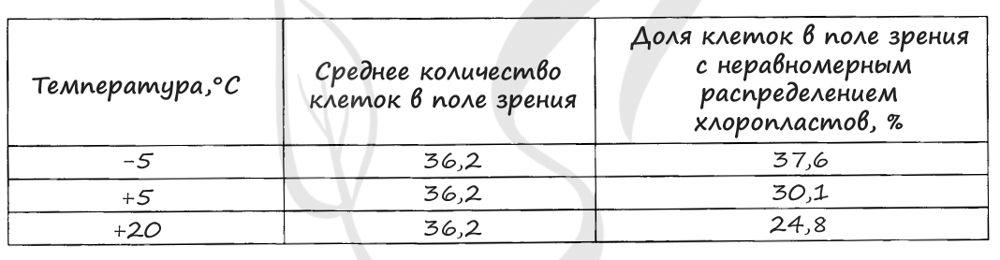 Температура,°C
Среднее количество
клеток в поле зрения
Доля клеток в поле зрения
с неравномерным
распределением
хлоропластов, %
-5 36,2 37,6
+5 36,2 30,1
+20 36,2 24,8